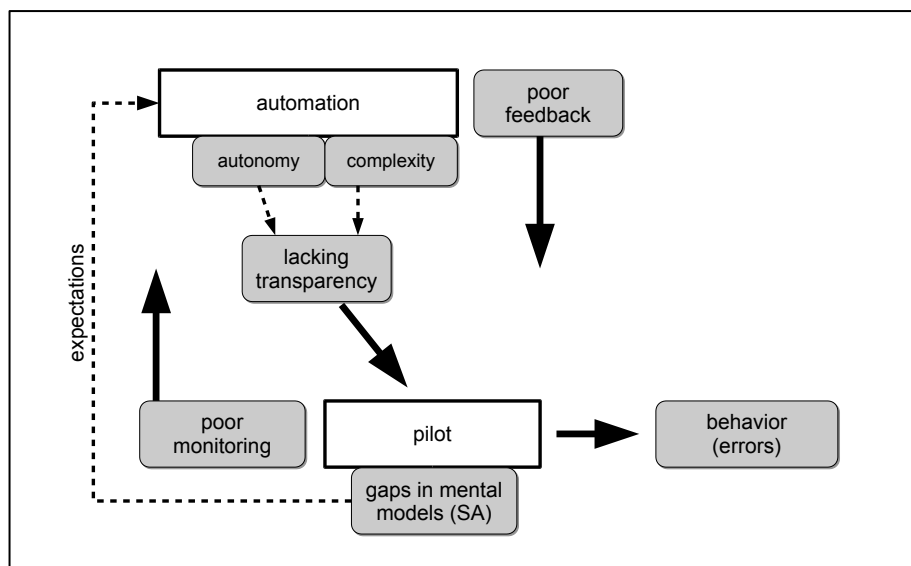 automation
poor
feedback
autonomy
complexity
lacking
transparency
expectations
poor
monitoring
pilot
behavior
(errors)
gaps in mental
models (SA)